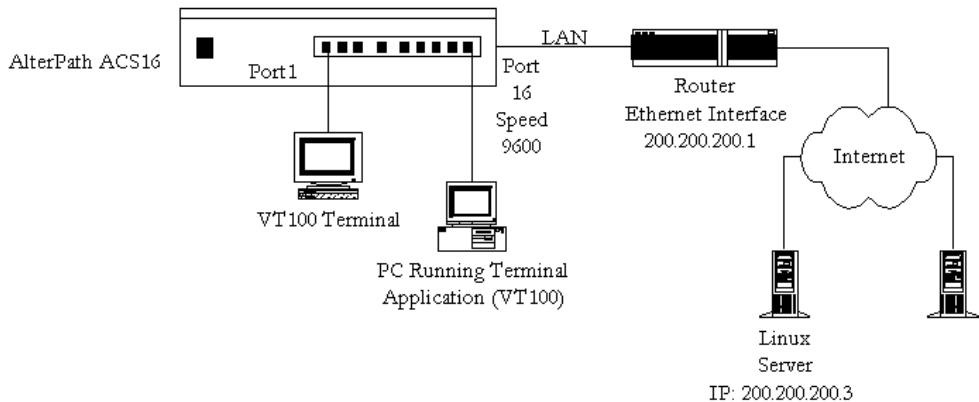 AlterPath ACS16
Port1
LAN
Port
16
Speed
9600
Router
Ethernet Interface
200.200.200.1
Internet
VT100 Terminal
PC Running Terminal
Application (VT100)
Linux
Server
IP: 200.200.200.3